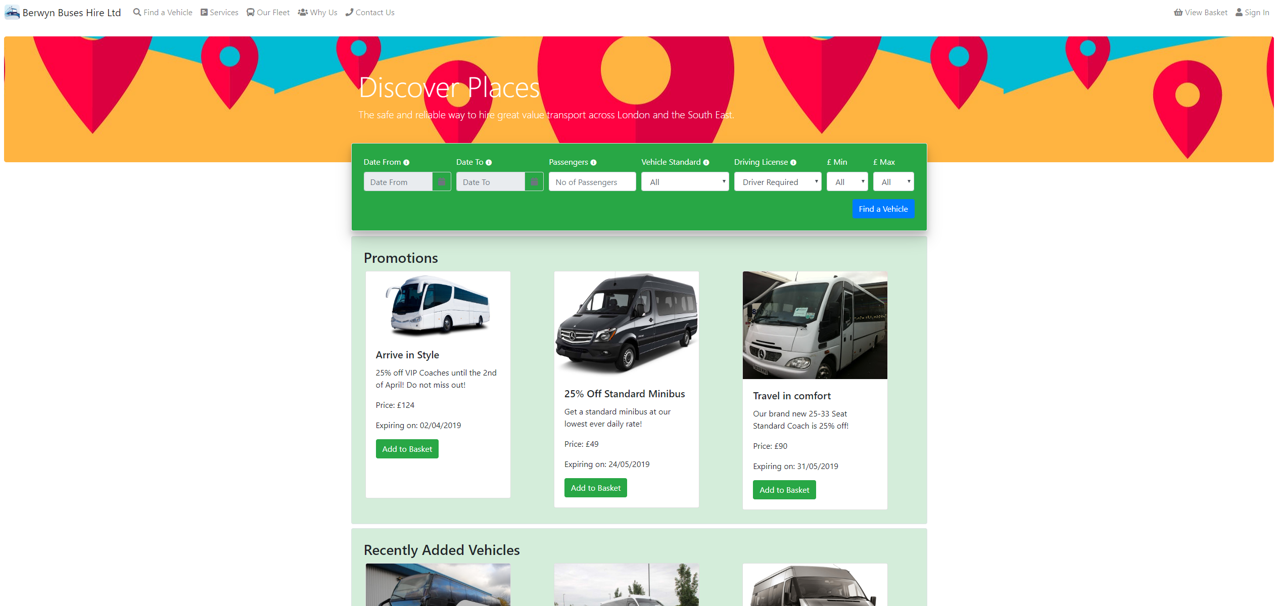 Berwyn Buses Hire Ltd Find a Vehicle Services Our Fleet Why Us Contact Us View Basket Sign In
Discover Places
The safe and reliable way to hire great value transport across London and the South East.
Date From Date To Passengers Vehicle Standard Driving License £ Min £ Max
Date From Date To No of Passengers All Driver Required All All
Find a Vehicle
Promotions
Arrive in Style
25% off VIP Coaches until the 2nd
of April! Do not miss out!
Price: £124
Expiring on: 02/04/2019
Add to Basket
25% Off Standard Minibus
Get a standard minibus at our
lowest ever daily rate!
Price: £49
Expiring on: 24/05/2019
Add to Basket
Travel in comfort
Our brand new 25-33 Seat
Standard Coach is 25% off!
Price: £90
Expiring on: 31/05/2019
Add to Basket
Recently Added Vehicles